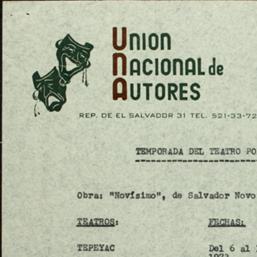 UNION
NACIONAL de
AUTORES
REP. DE EL SALVADOR 31 TEL. 521-33-72
TEMPORADA DEL TEATRO
Obra: "Novísimo", de Salvador Novo
TEATROS: FECHAS:
TEPEYAC Del 6 al